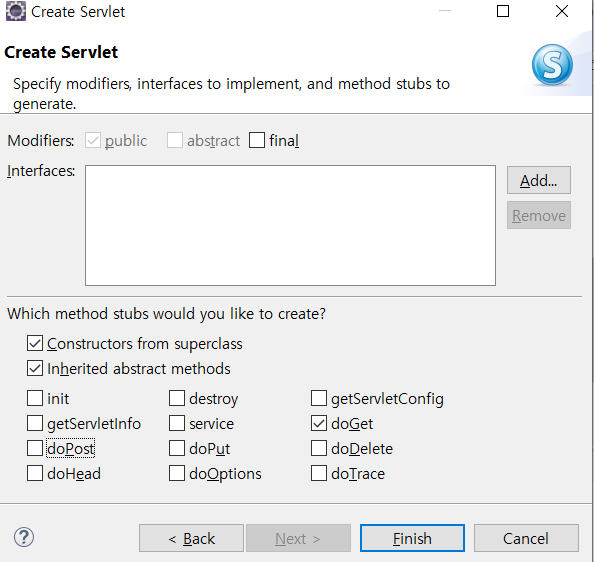 Create Servlet
Create Servlet
Specify modifiers, interfaces to implement, and method stubs to
generate.
S
Modifiers: public abstract final
Interfaces:
Add...
Remove
Which method stubs would you like to create?
Constructors from superclass
Inherited abstract methods
init destroy getServletConfig
getServletInfo service doGet
doPost doPut doDelete
doHead doOptions doTrace
? < Back Next > Finish Cancel